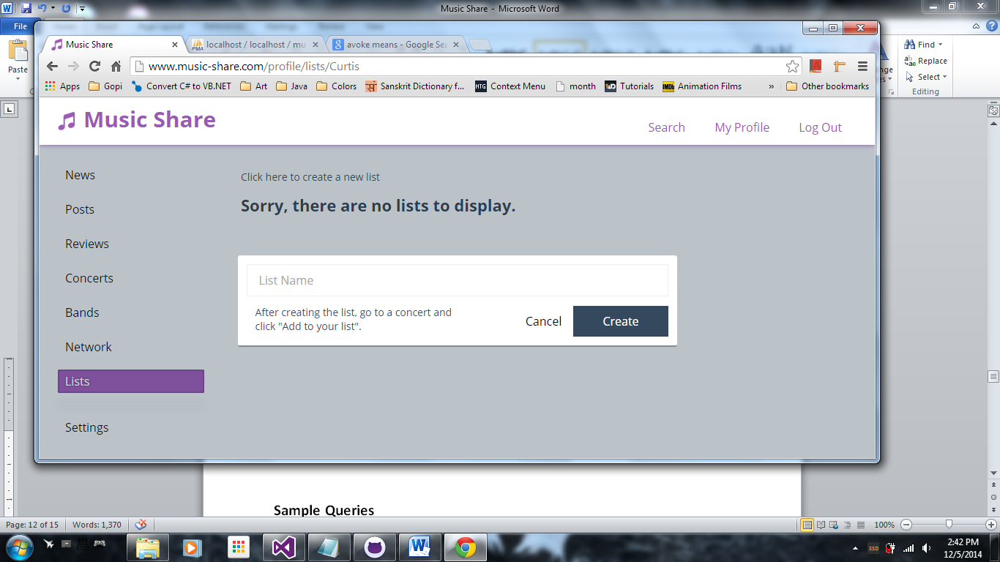 Music Share - Microsoft Word
File
Paste
Find
Replace
Select
Editing
Music Share
localhost / localhost / mu
avoke means - Google Sea
www.music-share.com/profile/lists/Curtis
Apps
Gopi
Convert C# to VB.NET
Art
Java
Colors
Sanskrit Dictionary f...
Context Menu
month
Tutorials
Animation Films
»
Other bookmarks
Music Share
Search
My Profile
Log Out
News
Posts
Reviews
Concerts
Bands
Network
Lists
Settings
Click here to create a new list
Sorry, there are no lists to display.
List Name
After creating the list, go to a concert and
click "Add to your list".
Cancel
Create
Sample Queries
Page: 12 of 15
Words: 1,370
100%
2:42 PM
12/5/2014